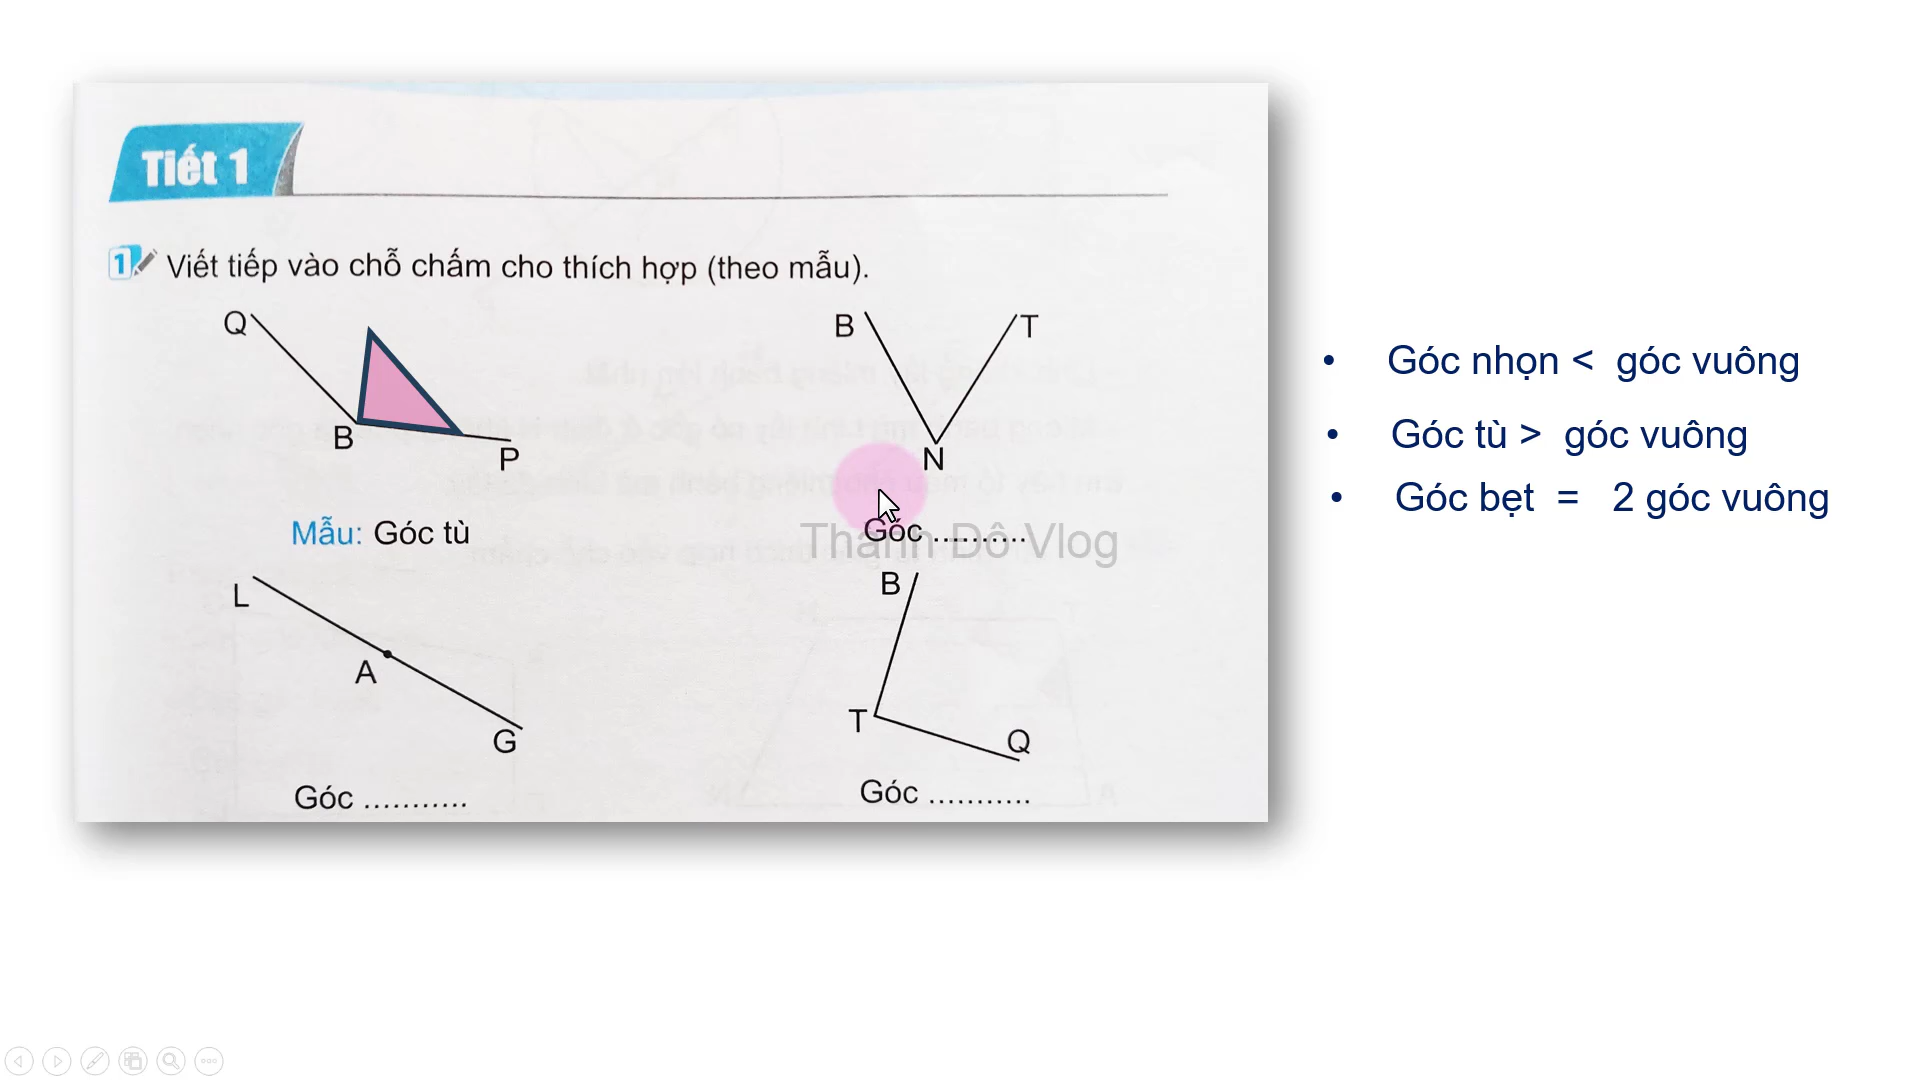 Tiết 1
1 Viết tiếp vào chỗ chấm cho thích hợp (theo mẫu).
Q
B
P
Mẫu: Góc tù
B
T
N
Góc ..........
Thanh Đô Vlog
L
A
G
Góc ...........
B
T
Q
Góc ...........
• Góc nhọn < góc vuông
• Góc tù > góc vuông
• Góc bẹt = 2 góc vuông